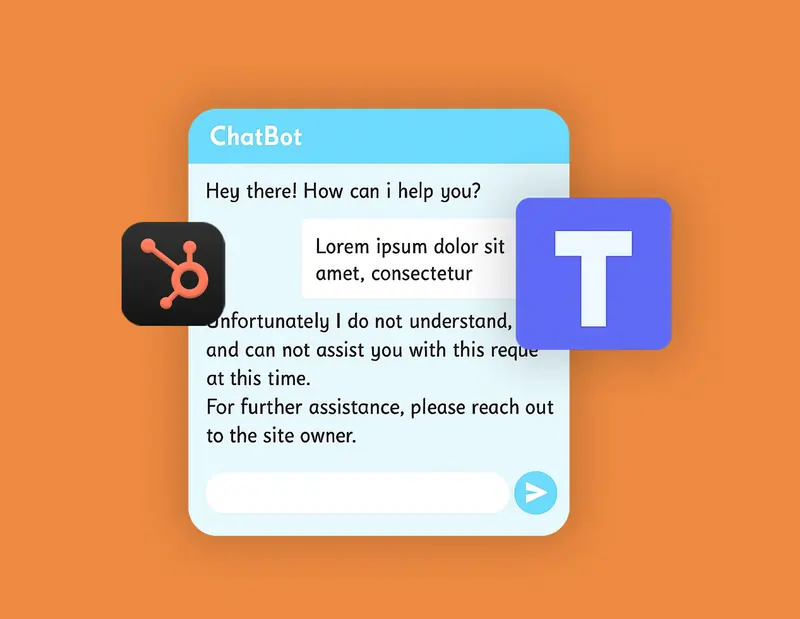 ChatBot
Hey there! How can i help you?
Lorem ipsum dolor sit
amet, consectetur
T
Unfortunately I do not understand,
and can not assist you with this reque
at this time.
For further assistance, please reach out
to the site owner.